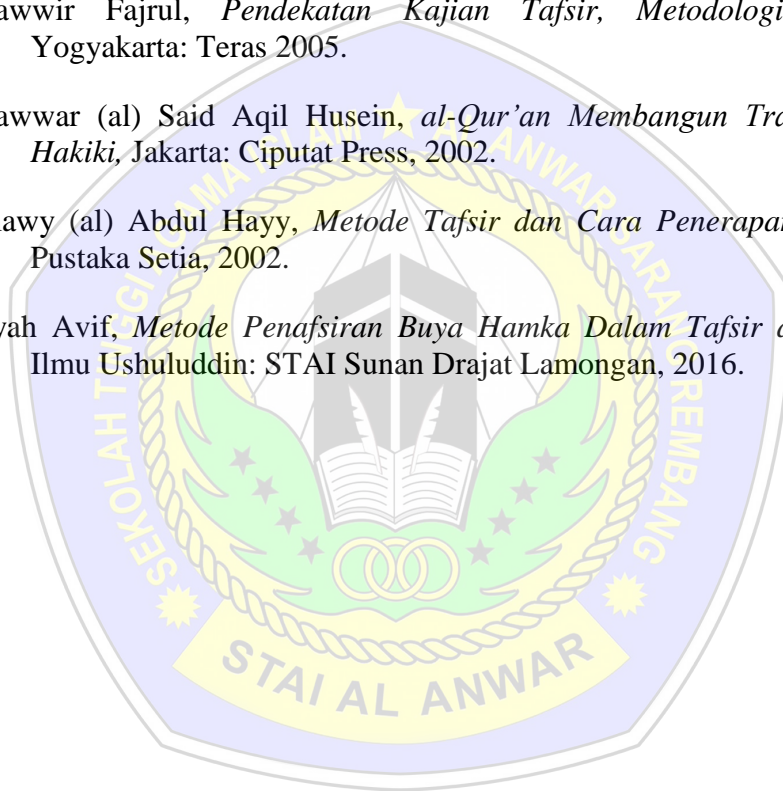 awwir Fajrul, Pendekatan Kajian Tafsir, Metodologi
Yogyakarta: Teras 2005.
awwar (al) Said Aqil Husein, al-Qur’an Membangun Tra
Hakiki, Jakarta: Ciputat Press, 2002.
awy (al) Abdul Hayy, Metode Tafsir dan Cara Penerapan
Pustaka Setia, 2002.
yah Avif, Metode Penafsiran Buya Hamka Dalam Tafsir a
Ilmu Ushuluddin: STAI Sunan Drajat Lamongan, 2016.
SEKOLAH TINGGI AGAMA ISLAM AL ANWAR SARANG REMBANG
STAI AL ANWAR